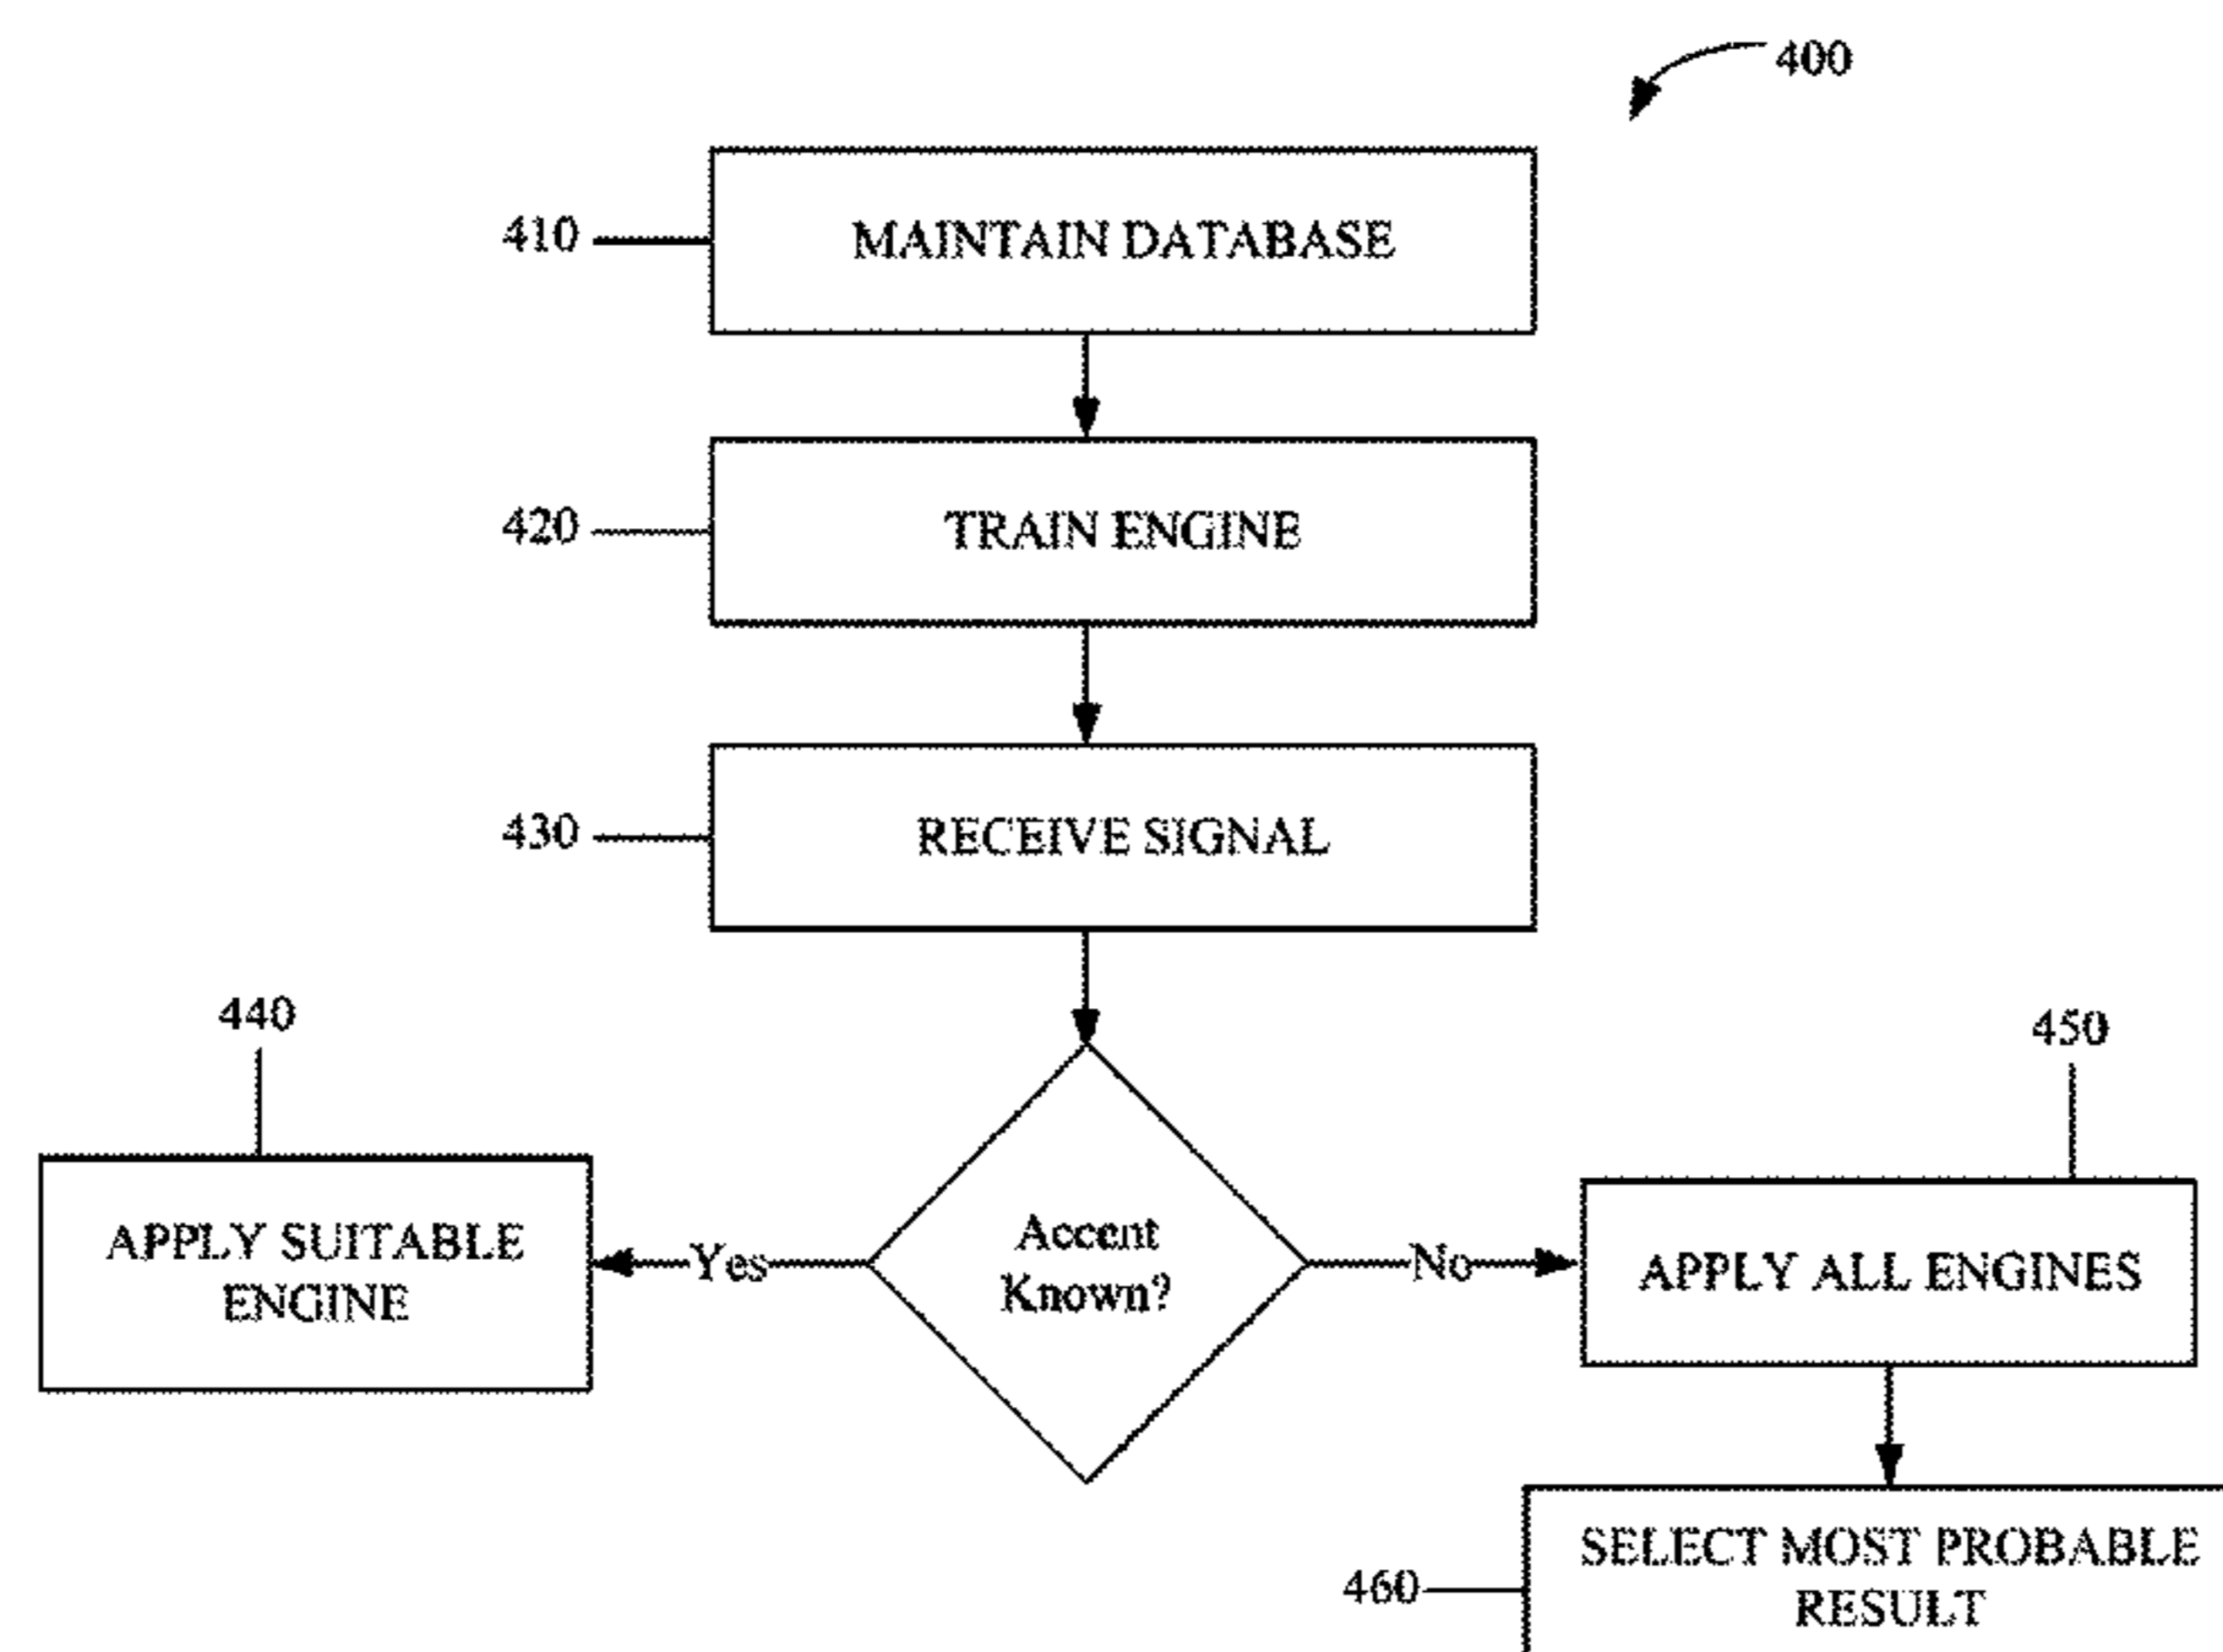 400
410
MAINTAIN DATABASE
420
TRAIN ENGINE
430
RECEIVE SIGNAL
440
450
APPLY SUITABLE
ENGINE
Yes
Accent
Known?
No
APPLY ALL ENGINES
460
SELECT MOST PROBABLE
RESULT